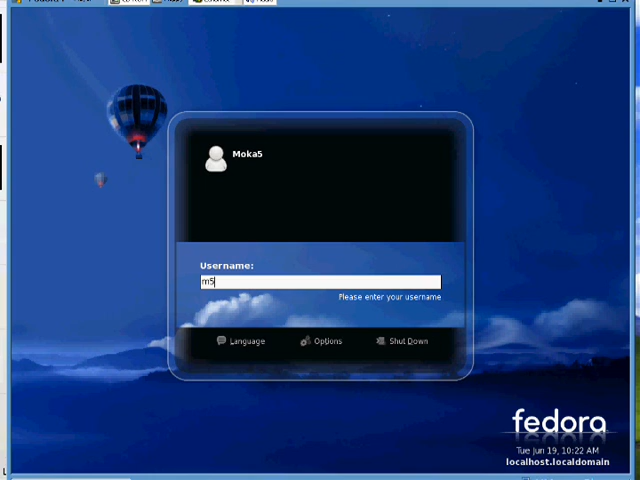 Moka5
Username:
m5
Please enter your username
Language
Options
Shut Down
fedora
Tue Jun 19, 10:22 AM
localhost.localdomain